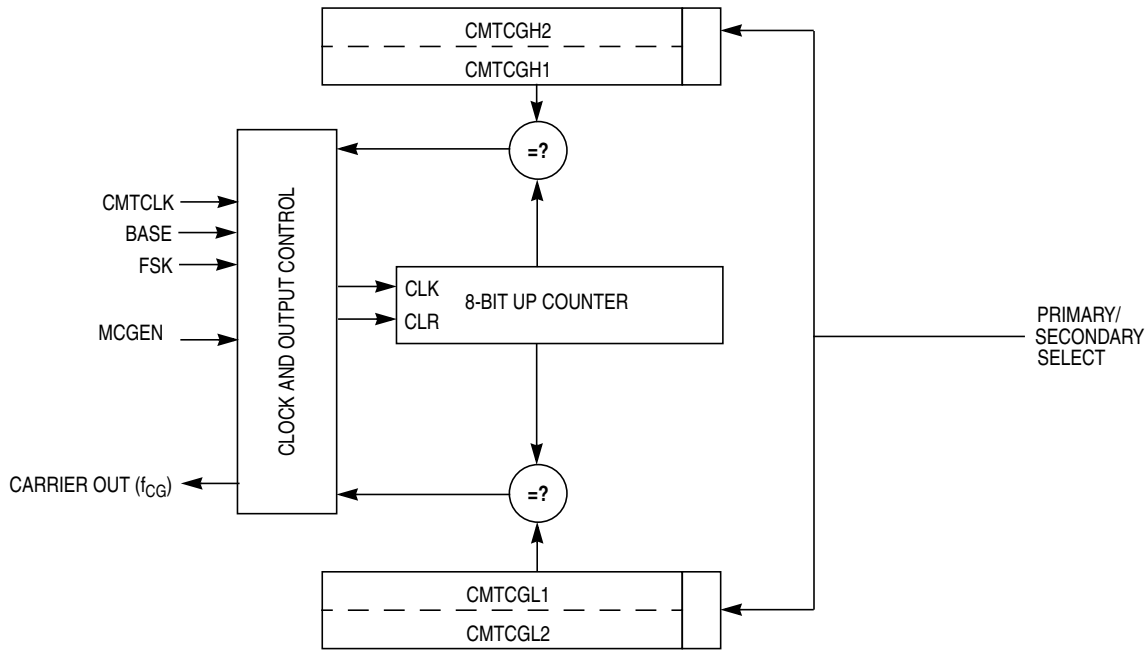 CMTCGH2
CMTCGH1
=?
CMTCLK
BASE
FSK
MCGEN
CLOCK AND OUTPUT CONTROL
CLK
CLR
8-BIT UP COUNTER
PRIMARY/
SECONDARY
SELECT
CARRIER OUT (fCG)
=?
CMTCGL1
CMTCGL2